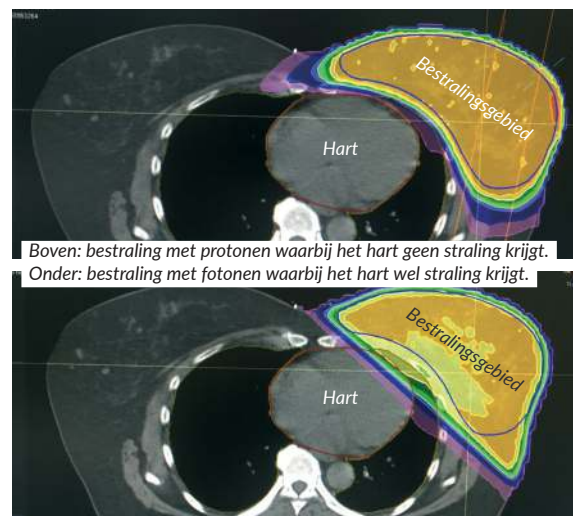 Bestralingsgebied
Hart
Boven: bestraling met protonen waarbij het hart geen straling krijgt.
Onder: bestraling met fotonen waarbij het hart wel straling krijgt.
Bestralingsgebied
Hart